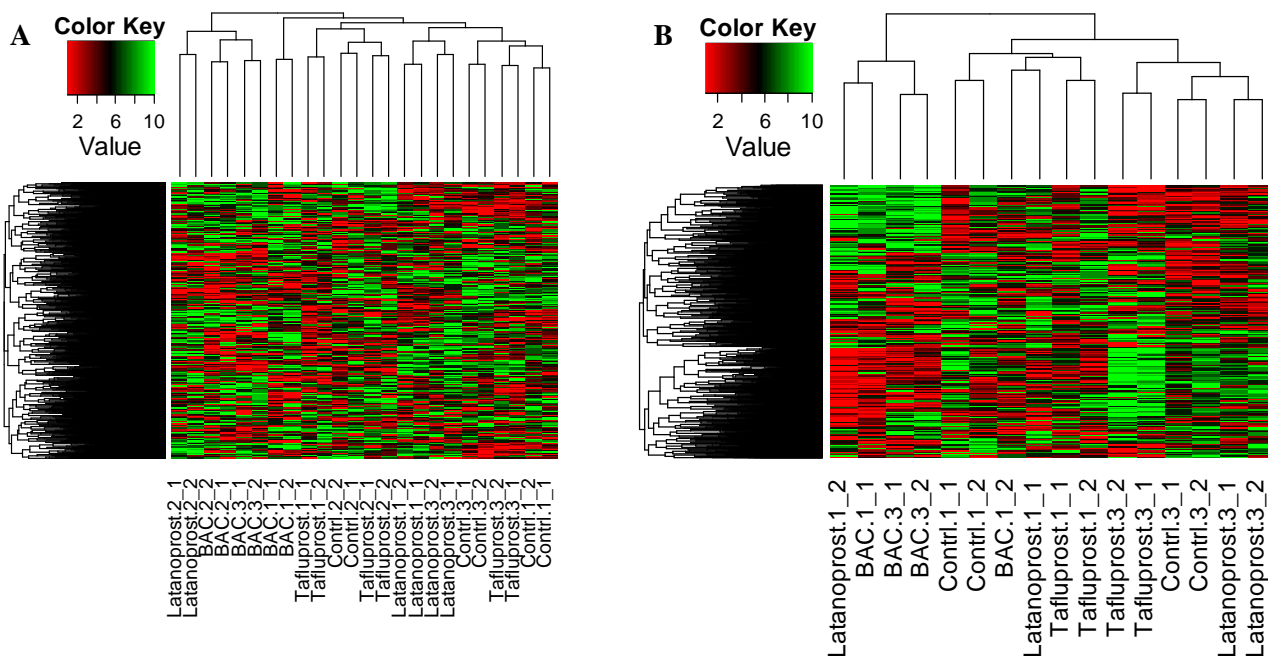 A
Color Key
2 6 10
Value
Latanoprost.2_1
Latanoprost.2_2
BAC.2_2
BAC.2_1
BAC.3_1
BAC.3_2
BAC.1_1
BAC.1_2
Tafluprost.1_1
Tafluprost.1_2
Contrl.2_2
Contrl.2_1
Tafluprost.2_1
Tafluprost.2_2
Latanoprost.1_2
Latanoprost.1_1
Latanoprost.3_2
Latanoprost.3_1
Contrl.3_1
Contrl.3_2
Tafluprost.3_2
Tafluprost.3_1
Contrl.1_2
Contrl.1_1
B
Color Key
2 6 10
Value
Latanoprost.1_2
BAC.1_1
BAC.3_1
BAC.3_2
Contrl.1_1
Contrl.1_2
BAC.1_2
Latanoprost.1_1
Tafluprost.1_1
Tafluprost.1_2
Tafluprost.3_2
Tafluprost.3_1
Contrl.3_1
Contrl.3_2
Latanoprost.3_1
Latanoprost.3_2